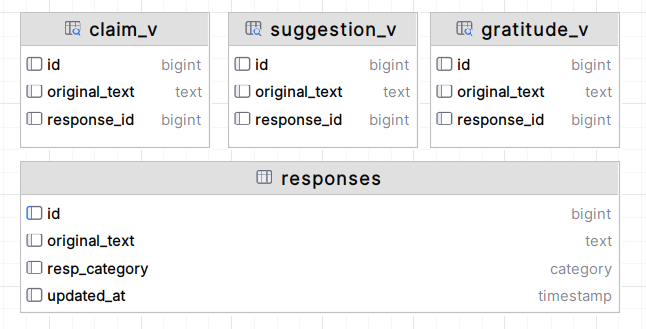 claim_v
id bigint
original_text text
response_id bigint
suggestion_v
id bigint
original_text text
response_id bigint
gratitude_v
id bigint
original_text text
response_id bigint
responses
id bigint
original_text text
resp_category category
updated_at timestamp